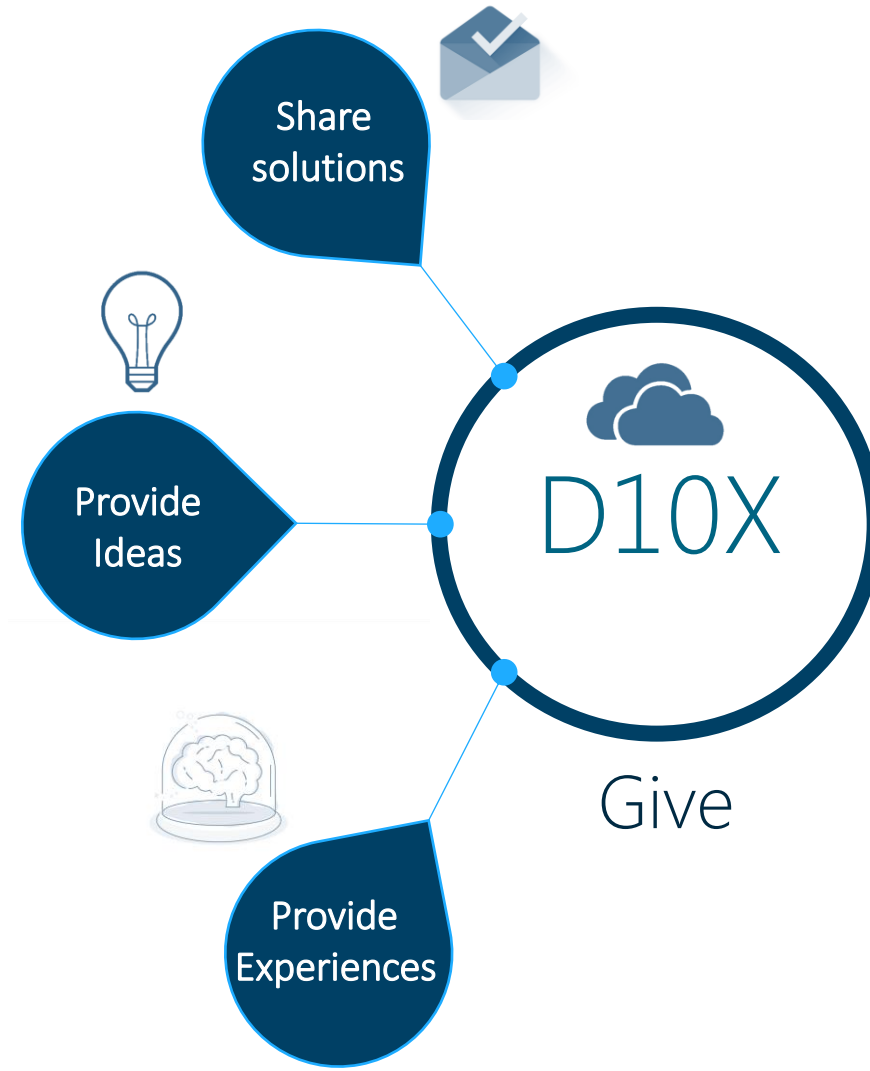 Share
solutions
Provide
Ideas
D10X
Give
Provide
Experiences